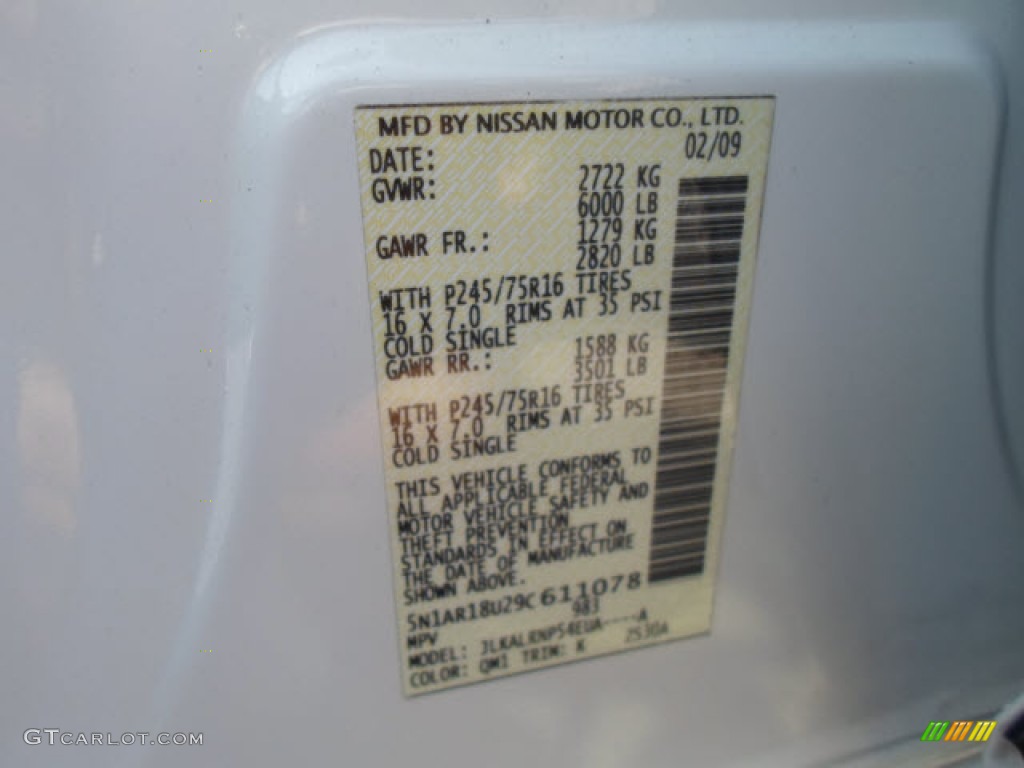 MFD BY NISSAN MOTOR CO., LTD.
DATE: 02/09
GVWR: 2722 KG
6000 LB
GAWR FR.: 1279 KG
2820 LB
WITH P245/75R16 TIRES
16 X 7.0 RIMS AT 35 PSI
COLD SINGLE
GAWR RR.: 1588 KG
3501 LB
WITH P245/75R16 TIRES
16 X 7.0 RIMS AT 35 PSI
COLD SINGLE
THIS VEHICLE CONFORMS TO
ALL APPLICABLE FEDERAL
MOTOR VEHICLE SAFETY AND
THEFT PREVENTION
STANDARDS IN EFFECT ON
THE DATE OF MANUFACTURE
SHOWN ABOVE.
5N1AR18U29C611078
MPV 983
MODEL: JLKALRNP54EUA----A
COLOR: QM1 TRIM: K 2S30A
GTCARLOT.COM